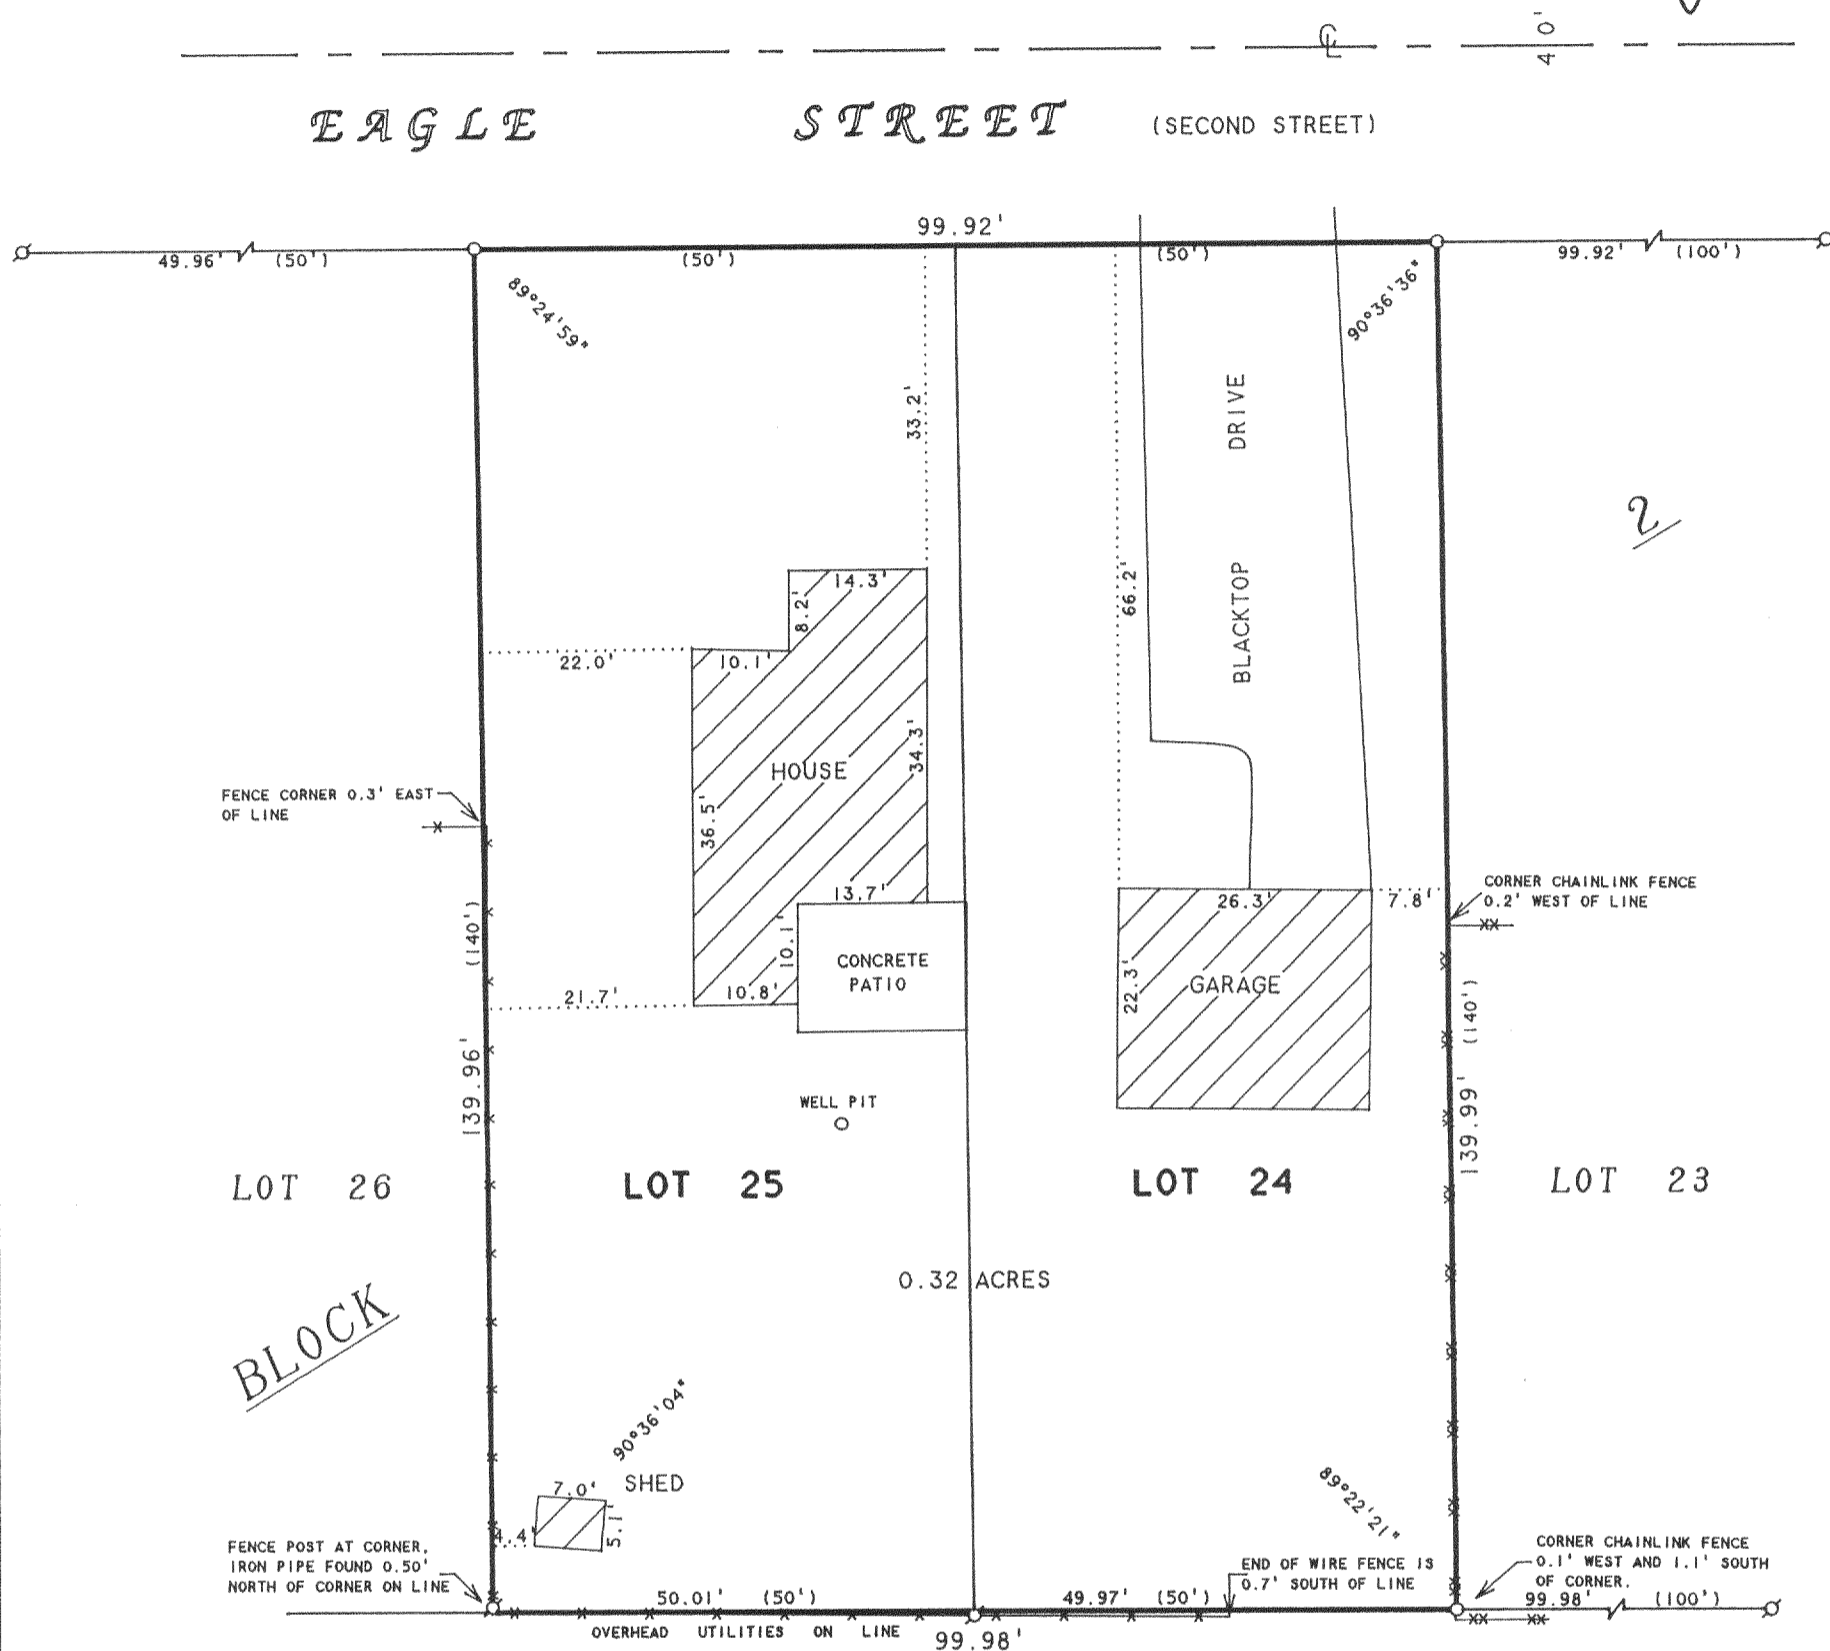 ℄
40'
EAGLE STREET (SECOND STREET)
99.92'
49.96' (50')
(50')
(50')
99.92' (100')
89°24'59"
90°36'36"
33.2'
DRIVE
2
14.3'
8.2'
66.2'
BLACKTOP
22.0'
10.1'
34.3'
HOUSE
36.5'
FENCE CORNER 0.3' EAST
OF LINE
13.7'
26.3'
7.8'
CORNER CHAINLINK FENCE
0.2' WEST OF LINE
(140')
10.1'
CONCRETE
PATIO
22.3'
GARAGE
21.7'
10.8'
(140')
139.96'
139.99'
WELL PIT
LOT 26
LOT 25
LOT 24
LOT 23
0.32 ACRES
BLOCK
90°36'04"
SHED
7.0'
5.1'
4.4'
89°22'21"
FENCE POST AT CORNER,
IRON PIPE FOUND 0.50'
NORTH OF CORNER ON LINE
END OF WIRE FENCE IS
0.7' SOUTH OF LINE
CORNER CHAINLINK FENCE
0.1' WEST AND 1.1' SOUTH
OF CORNER.
50.01' (50')
49.97' (50')
99.98' (100')
OVERHEAD UTILITIES ON LINE
99.98'